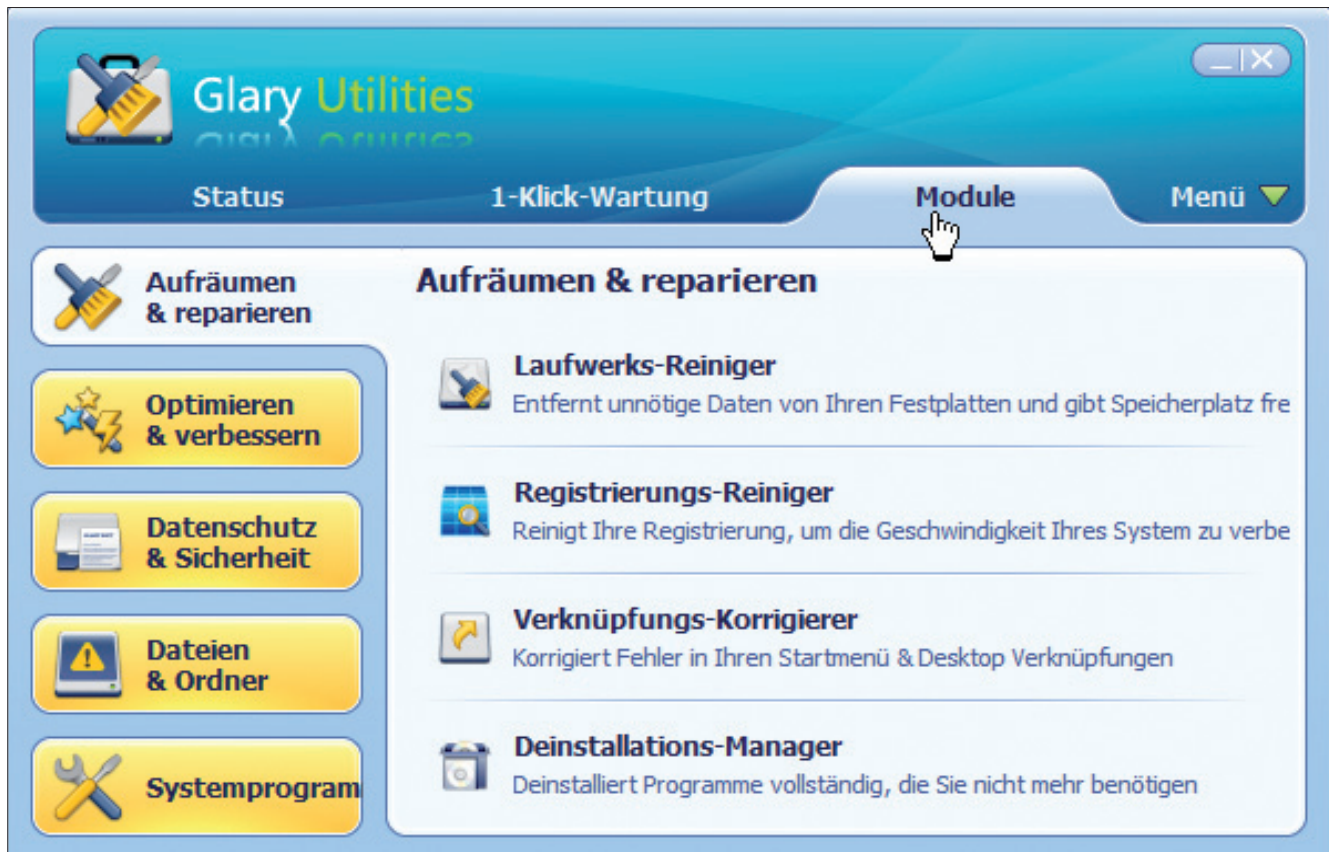 Glary Utilities
Status
1-Klick-Wartung
Module
Menü
Aufräumen
& reparieren
Optimieren
& verbessern
Datenschutz
& Sicherheit
Dateien
& Ordner
Systemprogram
Aufräumen & reparieren
Laufwerks-Reiniger
Entfernt unnötige Daten von Ihren Festplatten und gibt Speicherplatz fre
Registrierungs-Reiniger
Reinigt Ihre Registrierung, um die Geschwindigkeit Ihres System zu verbe
Verknüpfungs-Korrigierer
Korrigiert Fehler in Ihren Startmenü & Desktop Verknüpfungen
Deinstallations-Manager
Deinstalliert Programme vollständig, die Sie nicht mehr benötigen